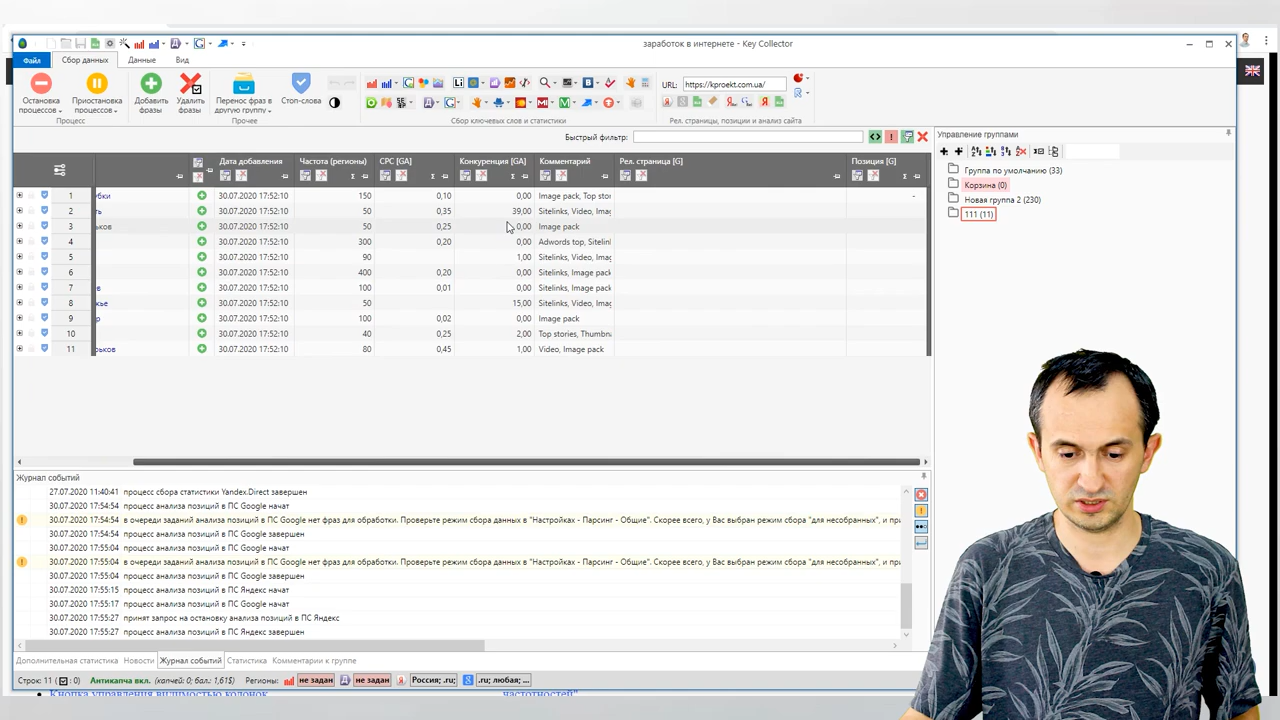 заработок в интернете - Key Collector
Файл
Сбор данных
Данные
Вид
Остановка процессов
Приостановка процессов
Добавить фразы
Удалить фразы
Перенос фраз в другую группу
Стоп-слова
URL: https://kproekt.com.ua/
Процесс
Прочее
Сбор ключевых слов и статистики
Рел. страницы, позиции и анализ сайта
Быстрый фильтр:
Управление группами
Дата добавления Частота (регионы) CPC [GA] Конкуренция [GA] Комментарий Рел. страница [G] Позиция [G]
1 убки 30.07.2020 17:52:10 150 0,10 0,00 Image pack, Top stor -
2 ть 30.07.2020 17:52:10 50 0,35 39,00 Sitelinks, Video, Imag
3 ьков 30.07.2020 17:52:10 50 0,25 0,00 Image pack
4 30.07.2020 17:52:10 300 0,20 0,00 Adwords top, Sitelinl
5 30.07.2020 17:52:10 90 1,00 Sitelinks, Video, Imag
6 30.07.2020 17:52:10 400 0,20 0,00 Sitelinks, Image pack
7 в 30.07.2020 17:52:10 100 0,01 0,00 Sitelinks, Image pack
8 кье 30.07.2020 17:52:10 50 15,00 Sitelinks, Video, Imag
9 р 30.07.2020 17:52:10 100 0,02 0,00 Image pack
10 30.07.2020 17:52:10 40 0,25 2,00 Top stories, Thumbna
11 рьков 30.07.2020 17:52:10 80 0,45 1,00 Video, Image pack
Группа по умолчанию (33)
Корзина (0)
Новая группа 2 (230)
111 (11)
Журнал событий
27.07.2020 11:40:41 процесс сбора статистики Yandex.Direct завершен
30.07.2020 17:54:54 процесс анализа позиций в ПС Google начат
30.07.2020 17:54:54 в очереди заданий анализа позиций в ПС Google нет фраз для обработки. Проверьте режим сбора данных в "Настройках - Парсинг - Общие". Скорее всего, у Вас выбран режим сбора "для несобранных", и при
30.07.2020 17:54:54 процесс анализа позиций в ПС Google завершен
30.07.2020 17:55:04 процесс анализа позиций в ПС Google начат
30.07.2020 17:55:04 в очереди заданий анализа позиций в ПС Google нет фраз для обработки. Проверьте режим сбора данных в "Настройках - Парсинг - Общие". Скорее всего, у Вас выбран режим сбора "для несобранных", и при
30.07.2020 17:55:04 процесс анализа позиций в ПС Google завершен
30.07.2020 17:55:15 процесс анализа позиций в ПС Яндекс начат
30.07.2020 17:55:17 процесс анализа позиций в ПС Google начат
30.07.2020 17:55:27 принят запрос на остановку анализа позиций в ПС Яндекс
30.07.2020 17:55:27 процесс анализа позиций в ПС Яндекс завершен
Дополнительная статистика Новости Журнал событий Статистика Комментарии к группе
Строк: 11 ( : 0) Антикапча вкл. (капчей: 0; бал.: 1,61$) Регионы: не задан не задан Россия; .ru; .ru; любая; ...
Кнопка управления видимостью колонок частотностей"